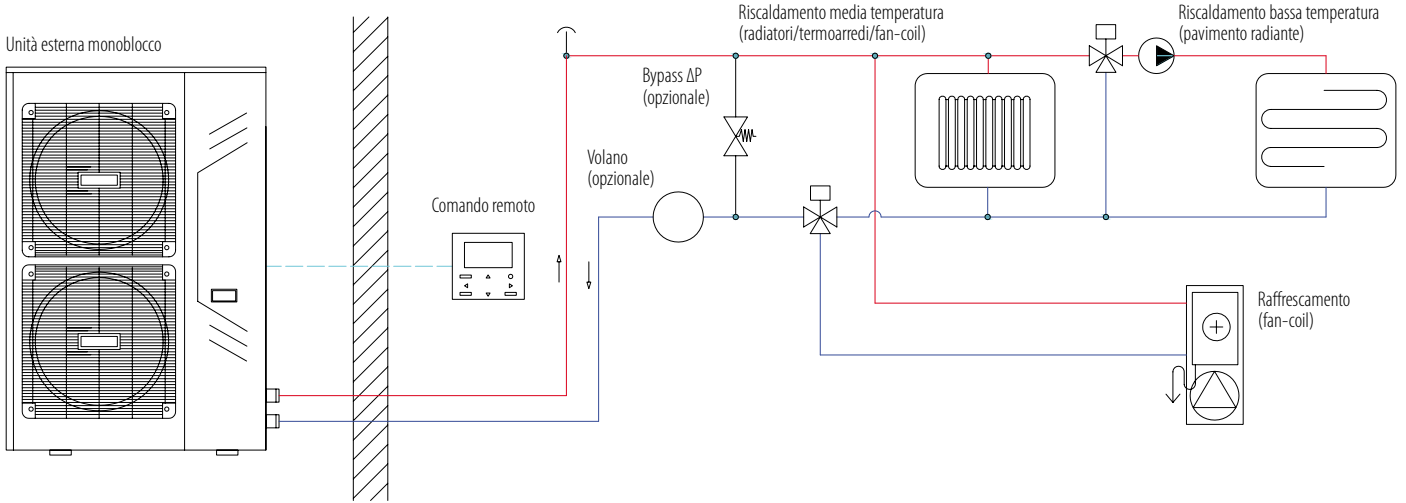 Unità esterna monoblocco
Riscaldamento media temperatura
(radiatori/termoarredi/fan-coil)
Riscaldamento bassa temperatura
(pavimento radiante)
Bypass ΔP
(opzionale)
Volano
(opzionale)
Comando remoto
Raffrescamento
(fan-coil)